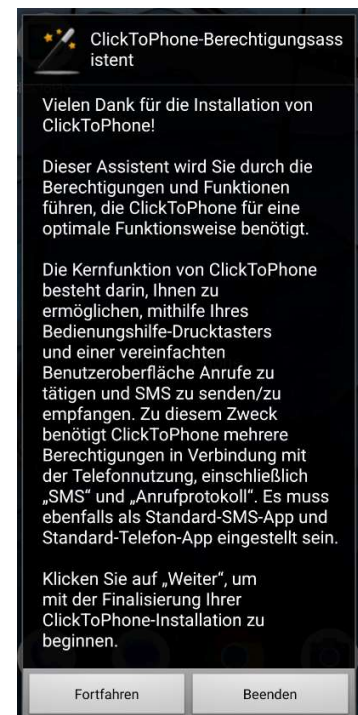 ClickToPhone-Berechtigungsass
istent
Vielen Dank für die Installation von
ClickToPhone!
Dieser Assistent wird Sie durch die
Berechtigungen und Funktionen
führen, die ClickToPhone für eine
optimale Funktionsweise benötigt.
Die Kernfunktion von ClickToPhone
besteht darin, Ihnen zu
ermöglichen, mithilfe Ihres
Bedienungshilfe-Drucktasters
und einer vereinfachten
Benutzeroberfläche Anrufe zu
tätigen und SMS zu senden/zu
empfangen. Zu diesem Zweck
benötigt ClickToPhone mehrere
Berechtigungen in Verbindung mit
der Telefonnutzung, einschließlich
„SMS“ und „Anrufprotokoll“. Es muss
ebenfalls als Standard-SMS-App und
Standard-Telefon-App eingestellt sein.
Klicken Sie auf „Weiter“, um
mit der Finalisierung Ihrer
ClickToPhone-Installation zu
beginnen.
Fortfahren
Beenden